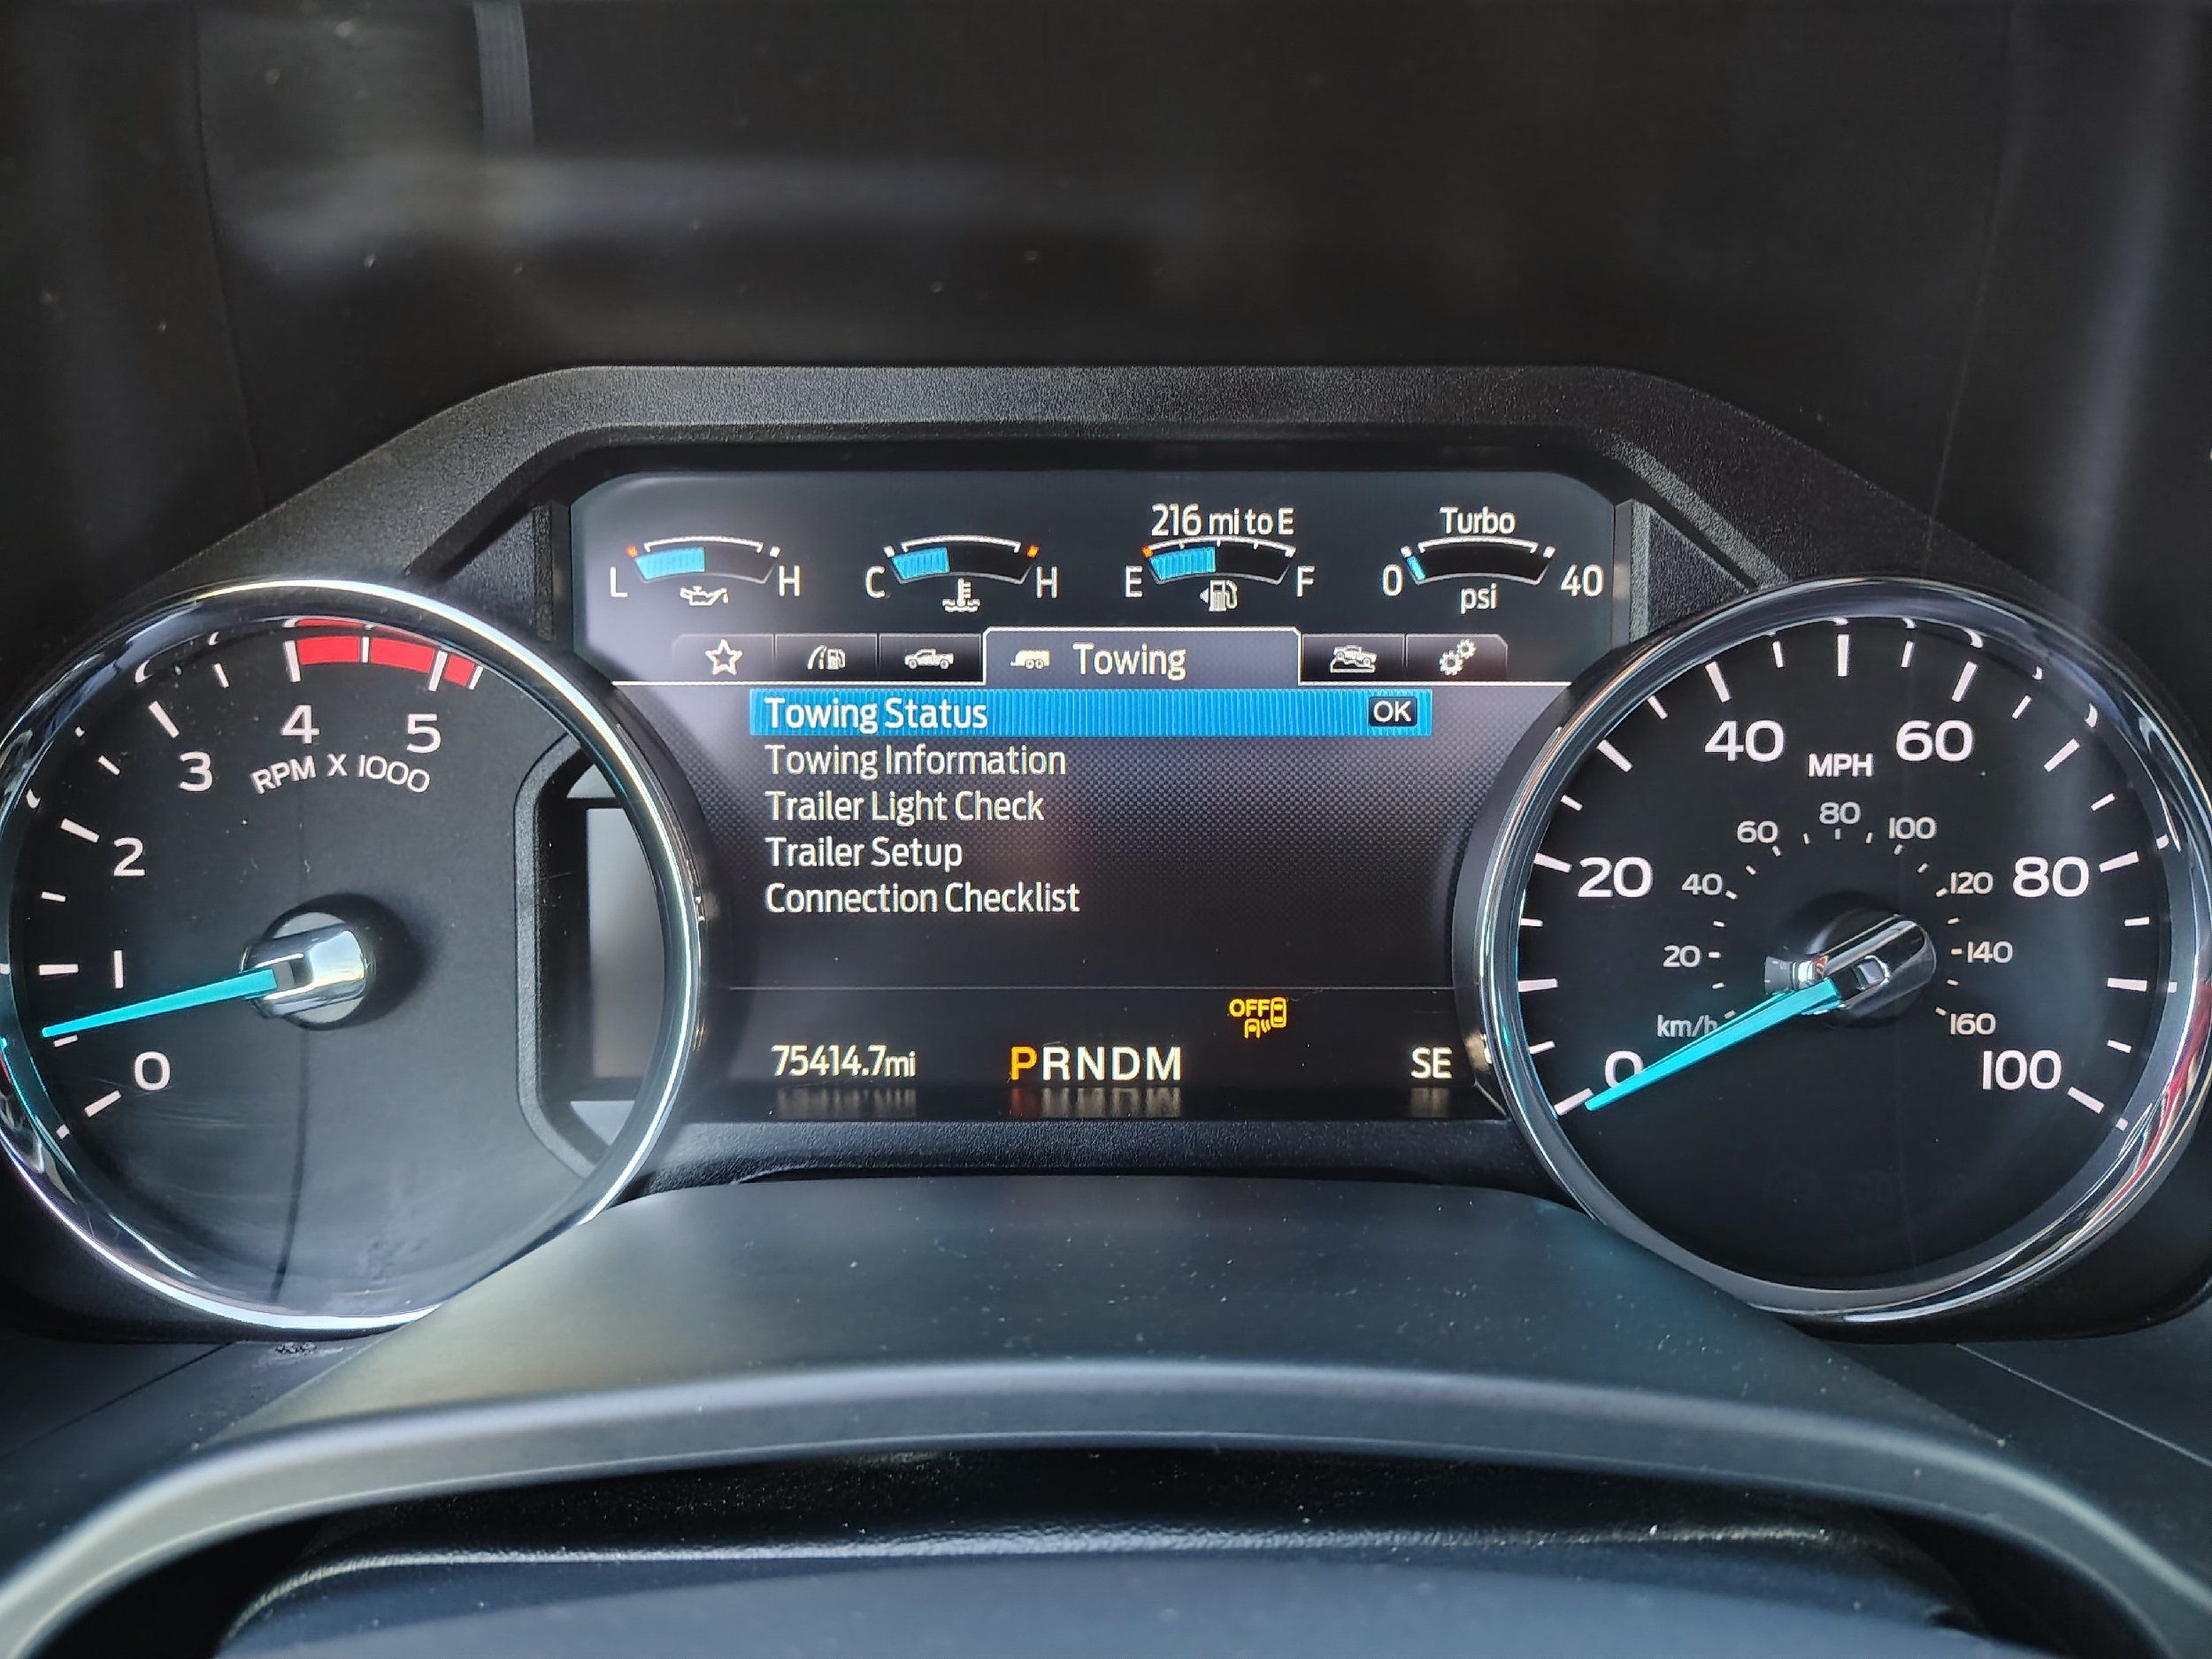 216 mi to E
Turbo
L H
C H
E F
0 40
psi
Towing
Towing Status OK
Towing Information
Trailer Light Check
Trailer Setup
Connection Checklist
OFF
75414.7mi
PRNDM
SE
0
1
2
3
4
5
RPM X 1000
0
20
40
60
80
100
MPH
km/h
20
40
60
80
100
120
140
160